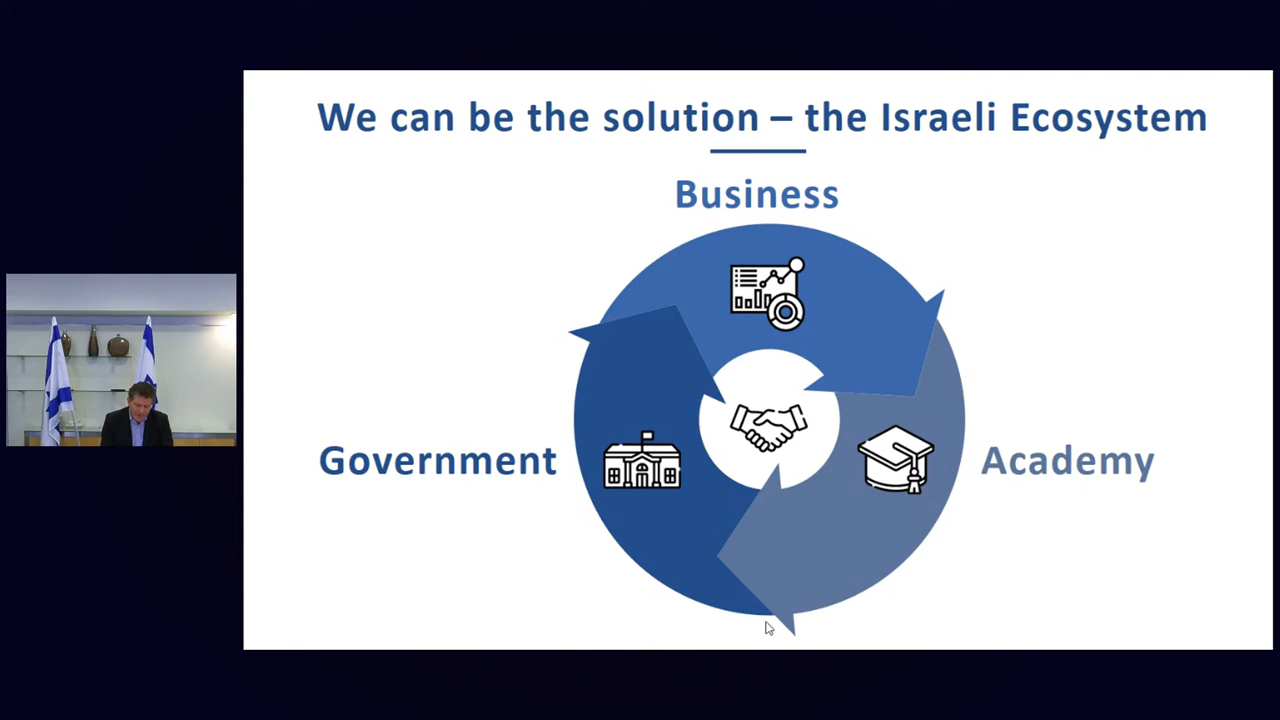 We can be the solution – the Israeli Ecosystem
Business
Government
Academy